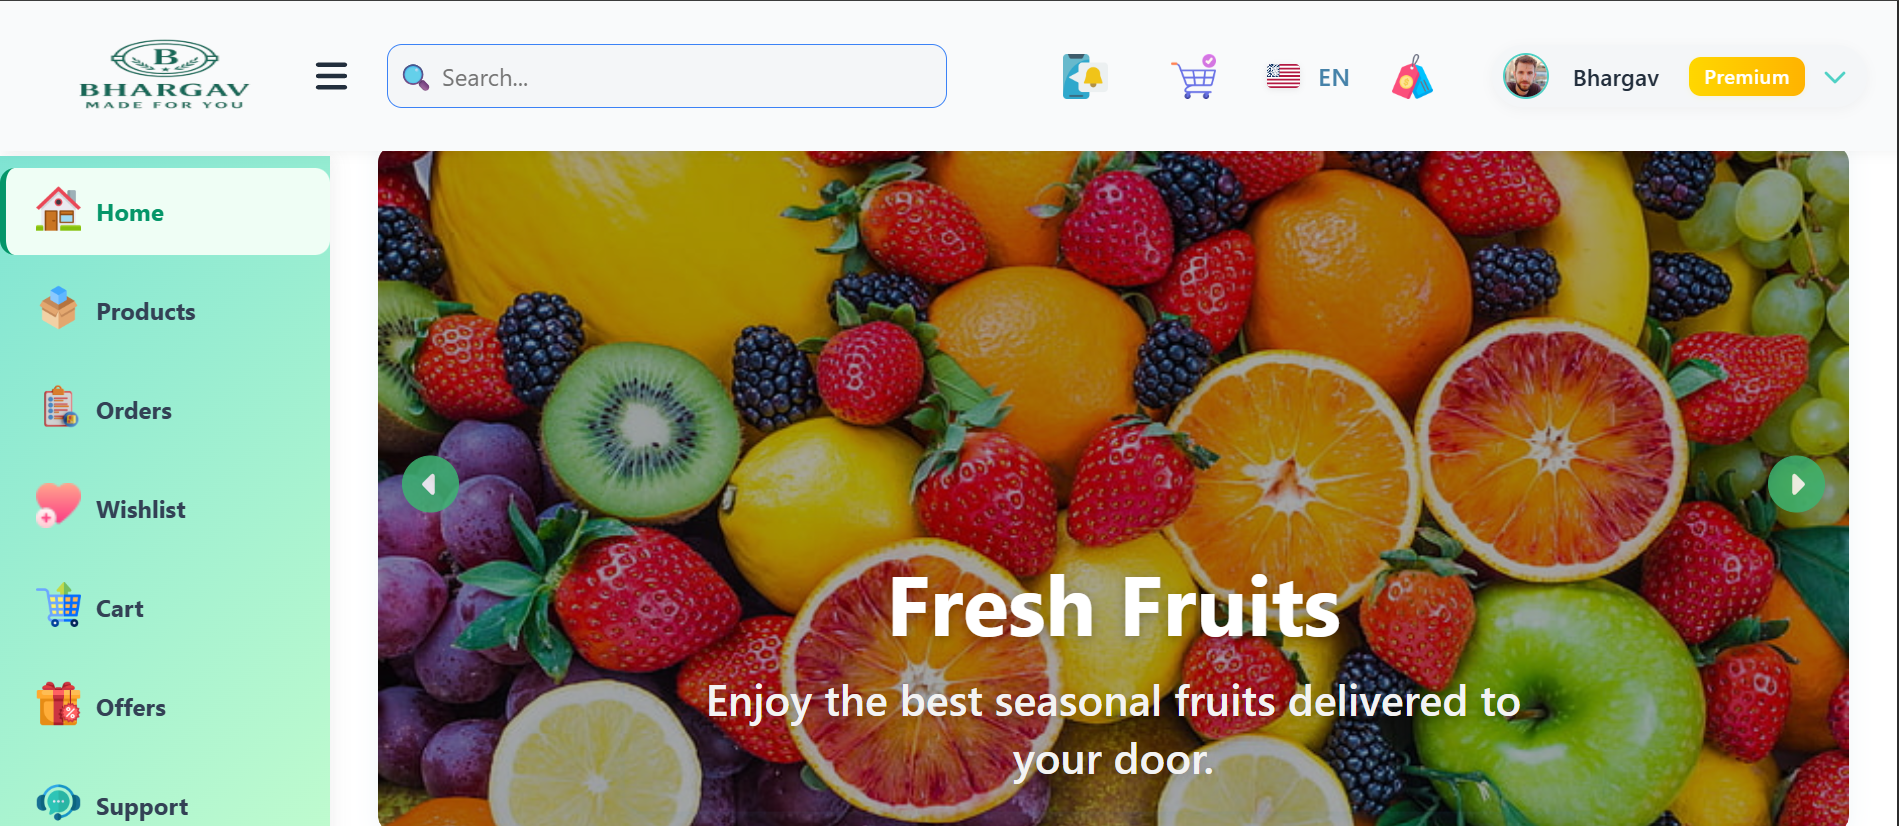 B
BHARGAV
MADE FOR YOU
Search...
EN
Bhargav
Premium
Home
Products
Orders
Wishlist
Cart
Offers
Support
Fresh Fruits
Enjoy the best seasonal fruits delivered to
your door.